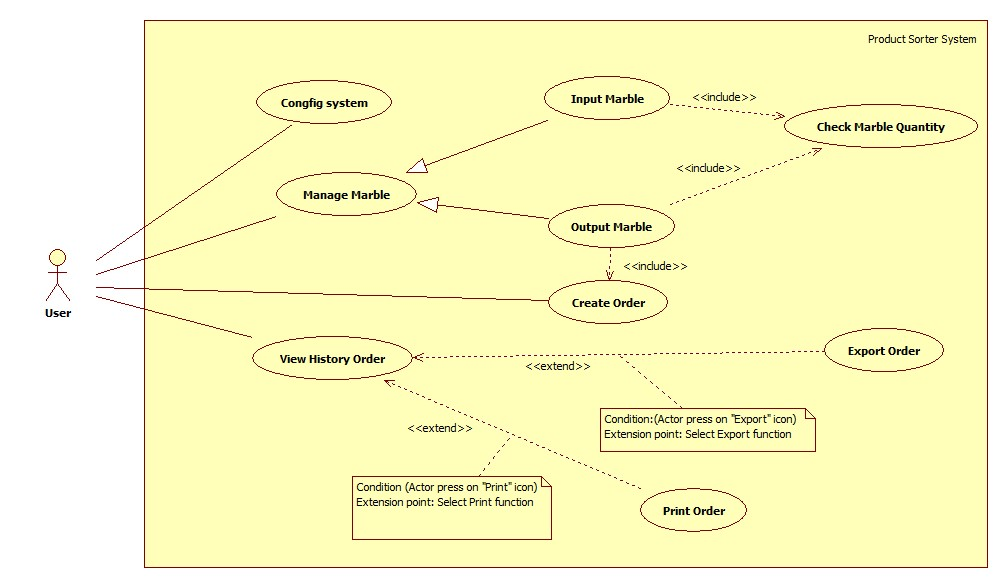 Product Sorter System
Congfig system
Input Marble
<<include>>
Check Marble Quantity
<<include>>
Manage Marble
Output Marble
<<include>>
User
Create Order
View History Order
Export Order
<<extend>>
Condition:(Actor press on "Export" icon)
Extension point: Select Export function
<<extend>>
Condition (Actor press on "Print" icon)
Extension point: Select Print function
Print Order